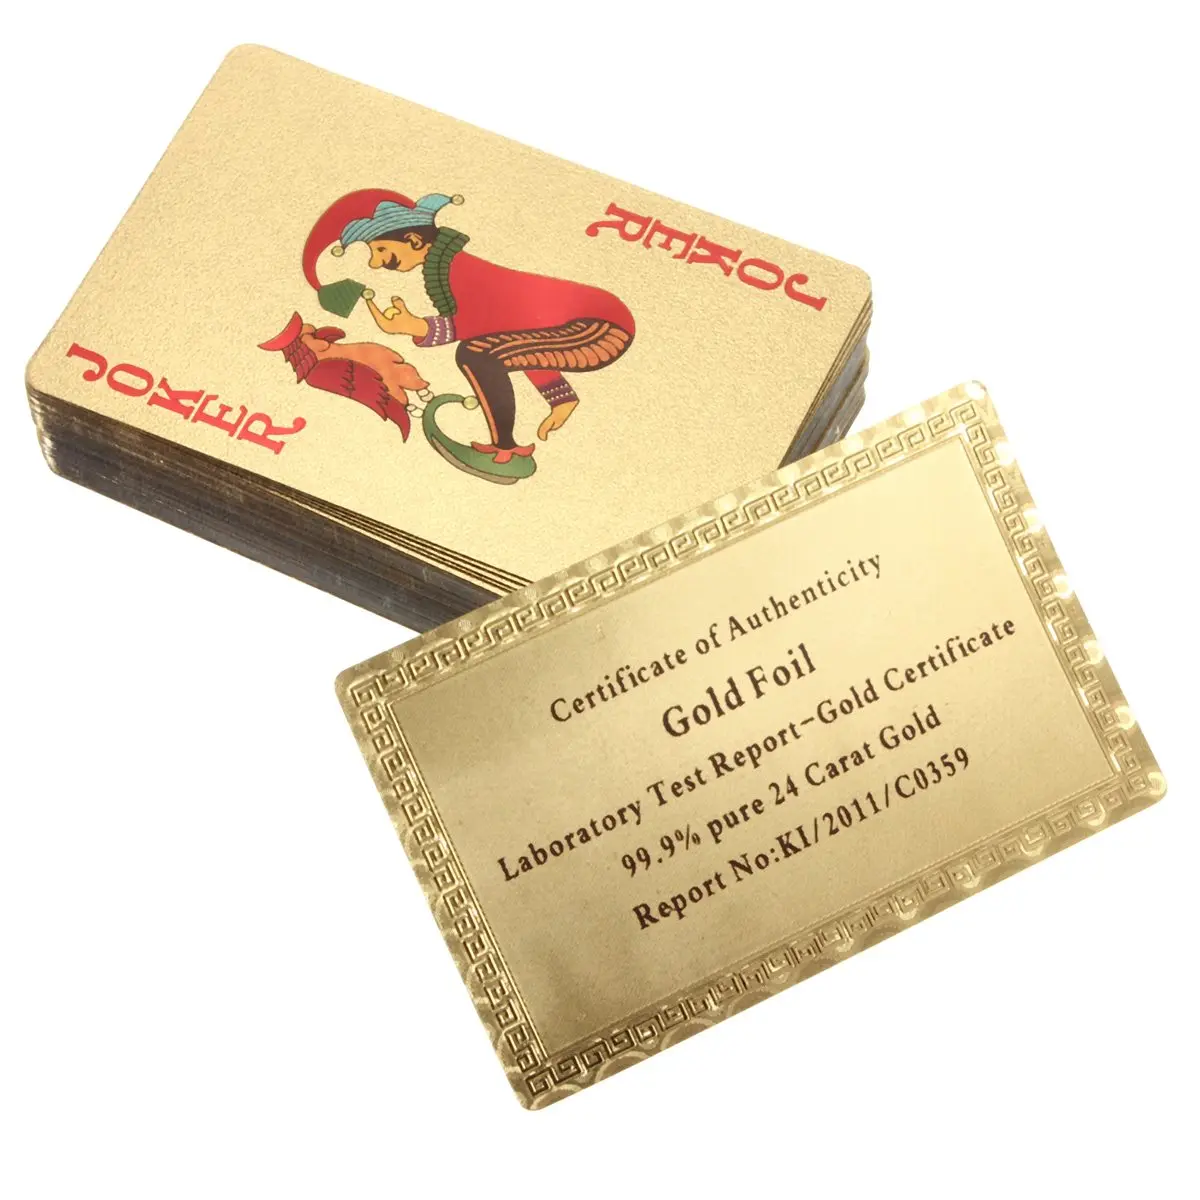 JOKER
JOKER
Certificate of Authenticity
Gold Foil
Laboratory Test Report-Gold Certificate
99.9% pure 24 Carat Gold
Report No:KI/2011/C0359